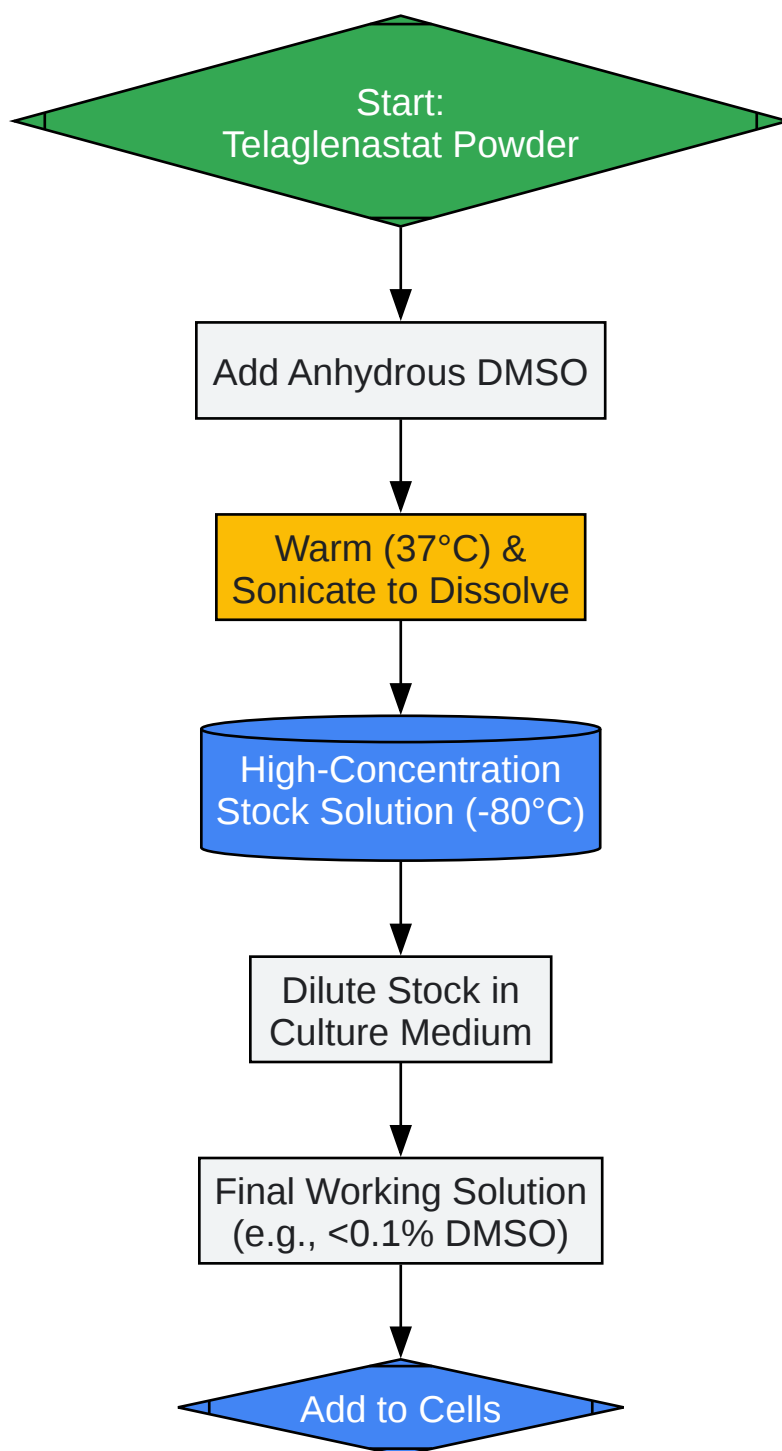 Start:
Telaglenastat Powder
Add Anhydrous DMSO
Warm (37°C) &
Sonicate to Dissolve
High-Concentration
Stock Solution (-80°C)
Dilute Stock in
Culture Medium
Final Working Solution
(e.g., <0.1% DMSO)
Add to Cells